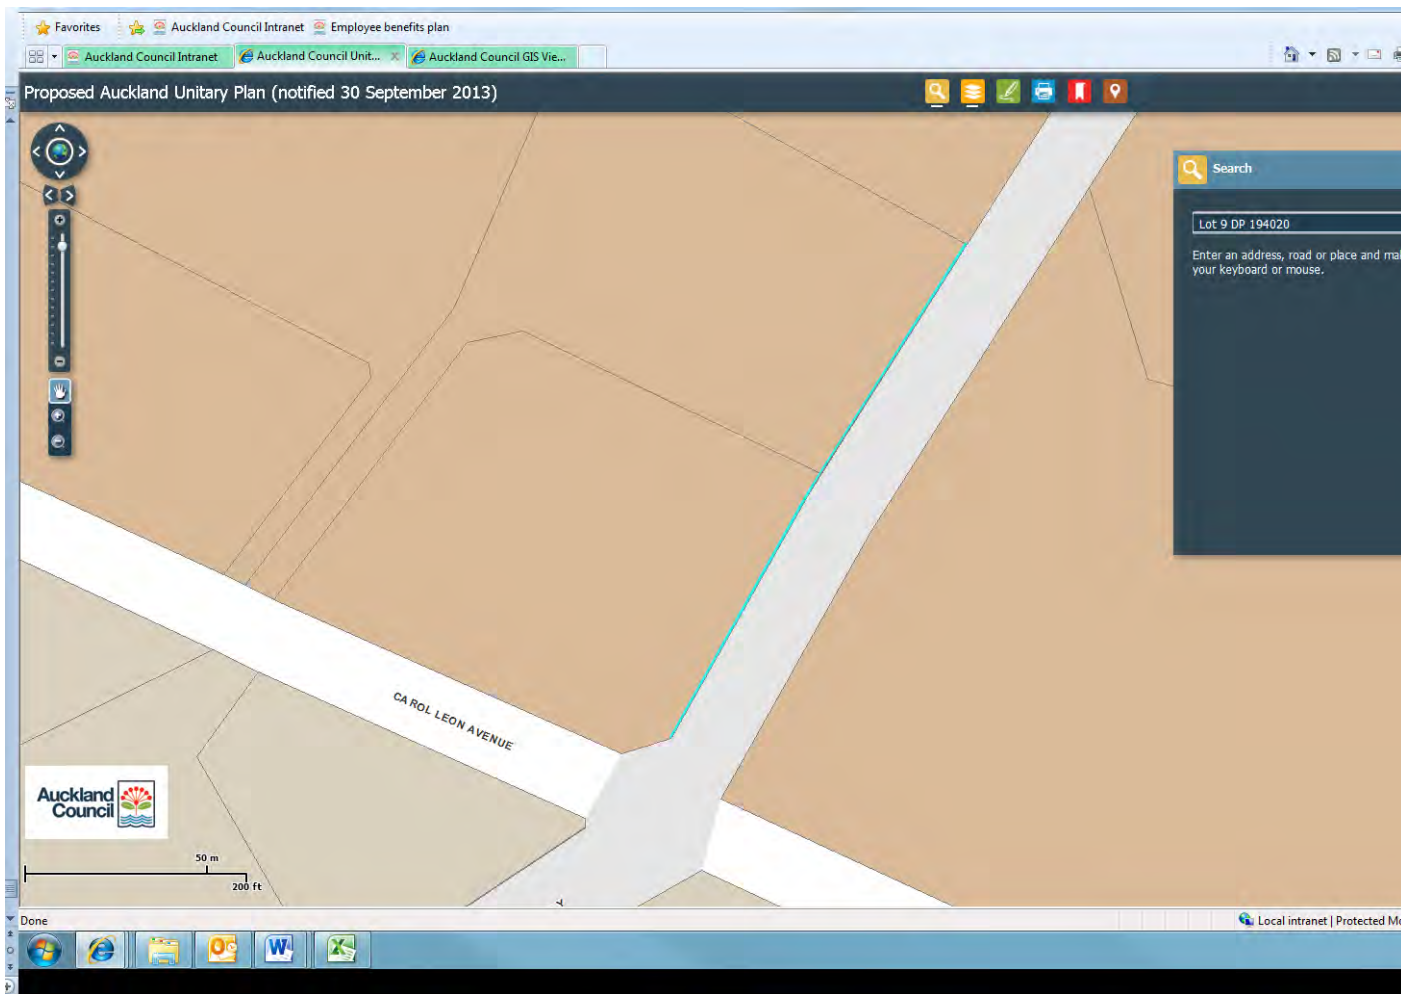 Favorites
Auckland Council Intranet
Employee benefits plan
Auckland Council Intranet
Auckland Council Unit...
Auckland Council GIS Vie...
Proposed Auckland Unitary Plan (notified 30 September 2013)
Search
Lot 9 DP 194020
Enter an address, road or place and
your keyboard or mouse.
CAROL LEON AVENUE
Auckland
Council
50 m
200 ft
Done
Local intranet | Protected